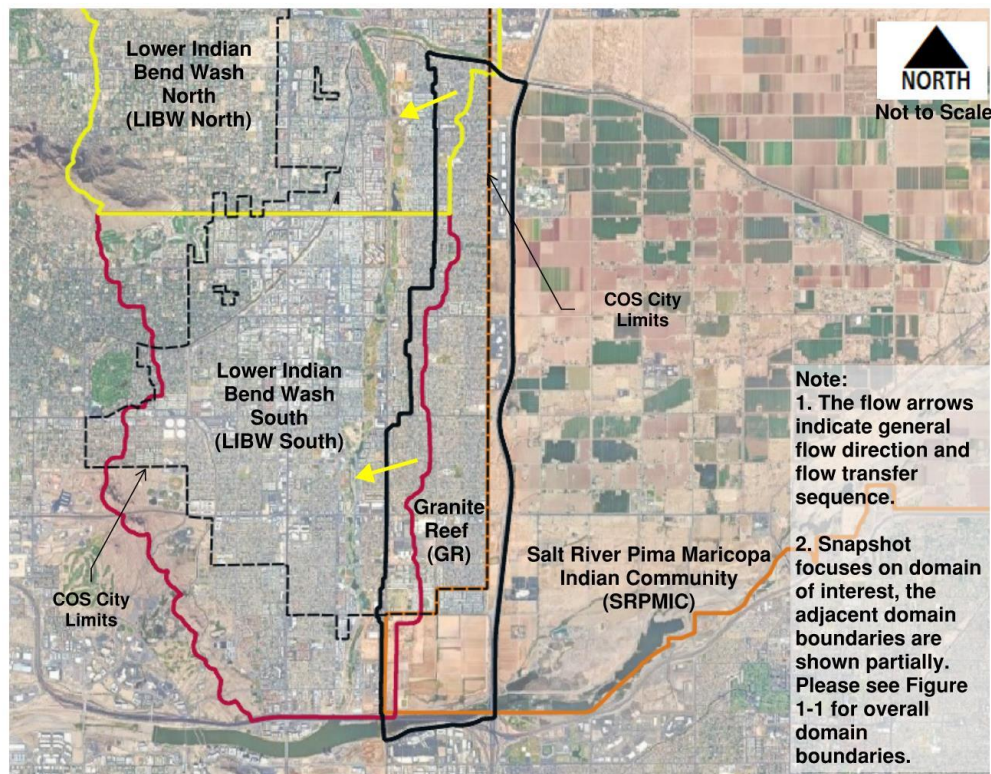 Lower Indian
Bend Wash
North
(LIBW North)
NORTH
Not to Scale
COS City
Limits
Lower Indian
Bend Wash
South
(LIBW South)
Granite
Reef
(GR)
Salt River Pima Maricopa
Indian Community
(SRPMIC)
COS City
Limits
Note:
1. The flow arrows
indicate general
flow direction and
flow transfer
sequence.
2. Snapshot
focuses on domain
of interest, the
adjacent domain
boundaries are
shown partially.
Please see Figure
1-1 for overall
domain
boundaries.